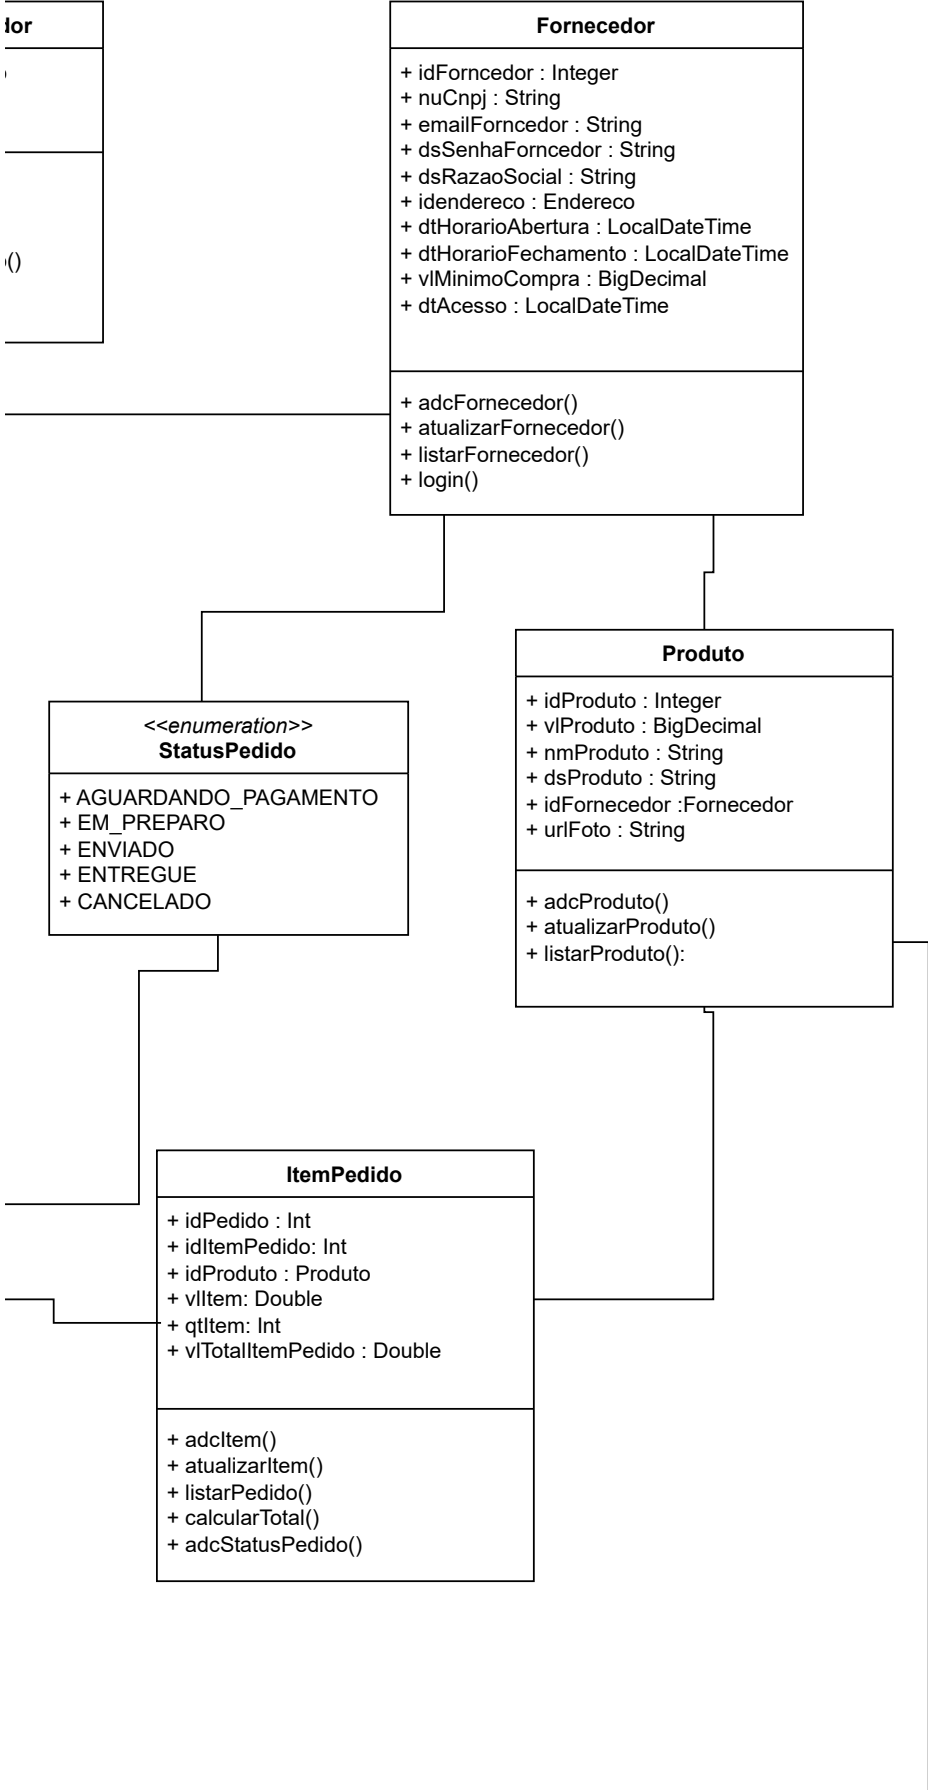 Fornecedor
+ idForncedor : Integer
+ nuCnpj : String
+ emailForncedor : String
+ dsSenhaForncedor : String
+ dsRazaoSocial : String
+ idendereco : Endereco
+ dtHorarioAbertura : LocalDateTime
+ dtHorarioFechamento : LocalDateTime
+ vlMinimoCompra : BigDecimal
+ dtAcesso : LocalDateTime
+ adcFornecedor()
+ atualizarFornecedor()
+ listarFornecedor()
+ login()
<<enumeration>>
StatusPedido
+ AGUARDANDO_PAGAMENTO
+ EM_PREPARO
+ ENVIADO
+ ENTREGUE
+ CANCELADO
Produto
+ idProduto : Integer
+ vlProduto : BigDecimal
+ nmProduto : String
+ dsProduto : String
+ idFornecedor :Fornecedor
+ urlFoto : String
+ adcProduto()
+ atualizarProduto()
+ listarProduto():
ItemPedido
+ idPedido : Int
+ idItemPedido: Int
+ idProduto : Produto
+ vlItem: Double
+ qtItem: Int
+ vlTotalItemPedido : Double
+ adcItem()
+ atualizarItem()
+ listarPedido()
+ calcularTotal()
+ adcStatusPedido()